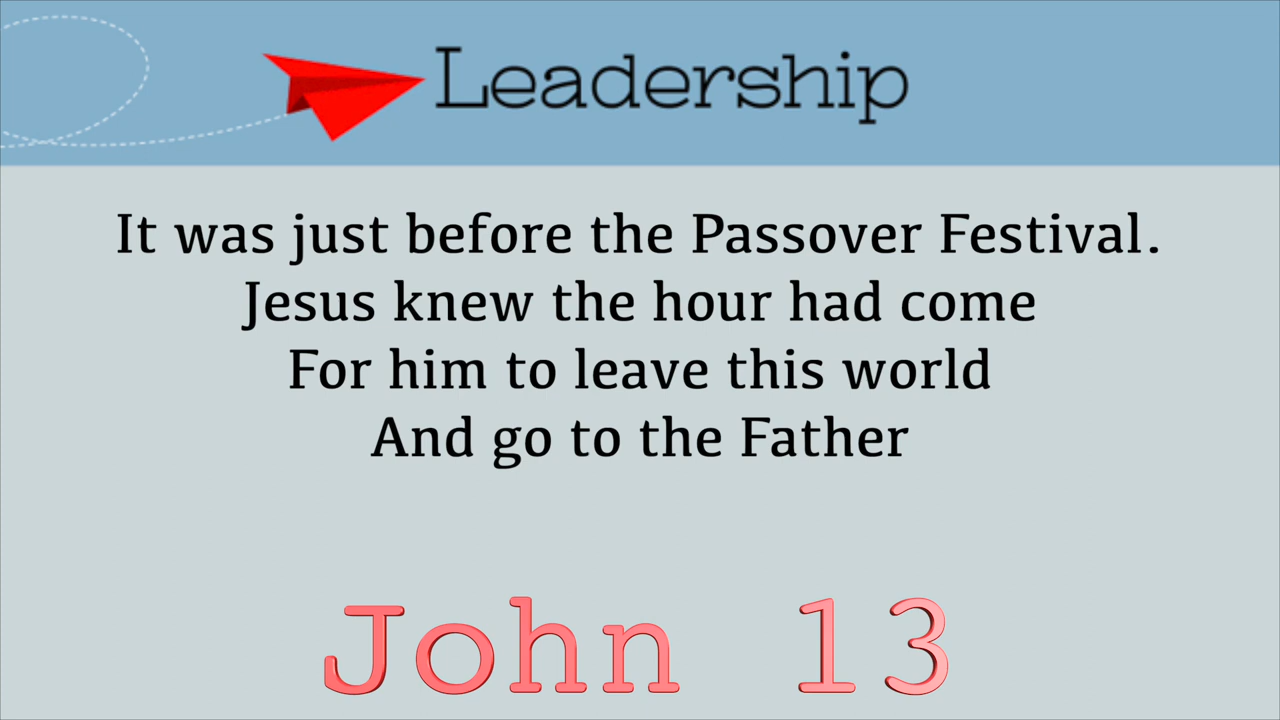 Leadership
It was just before the Passover Festival.
Jesus knew the hour had come
For him to leave this world
And go to the Father
John 13